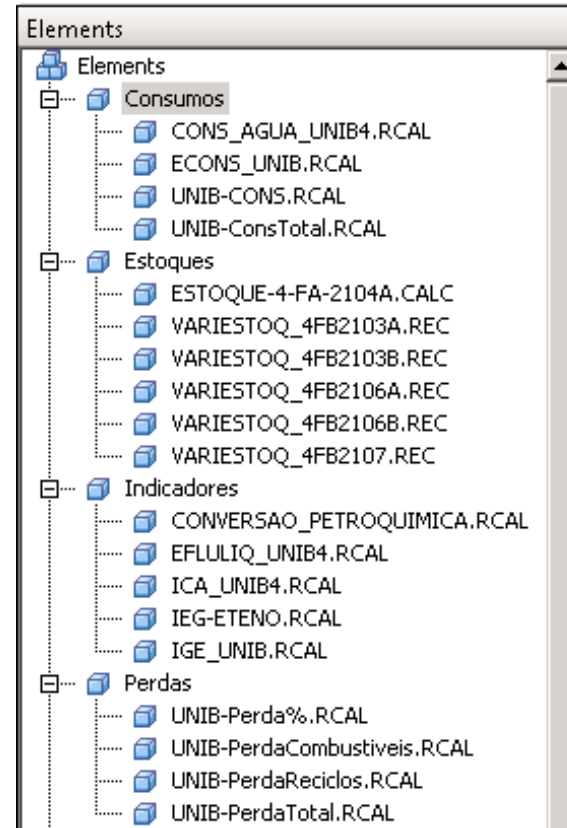 Elements
Elements
Consumos
CONS_AGUA_UNIB4.RCAL
ECONS_UNIB.RCAL
UNIB-CONS.RCAL
UNIB-ConsTotal.RCAL
Estoques
ESTOQUE-4-FA-2104A.CALC
VARIESTOQ_4FB2103A.REC
VARIESTOQ_4FB2103B.REC
VARIESTOQ_4FB2106A.REC
VARIESTOQ_4FB2106B.REC
VARIESTOQ_4FB2107.REC
Indicadores
CONVERSAO_PETROQUIMICA.RCAL
EFLULIQ_UNIB4.RCAL
ICA_UNIB4.RCAL
IEG-ETENO.RCAL
IGE_UNIB.RCAL
Perdas
UNIB-Perda%.RCAL
UNIB-PerdaCombustiveis.RCAL
UNIB-PerdaReciclos.RCAL
UNIB-PerdaTotal.RCAL